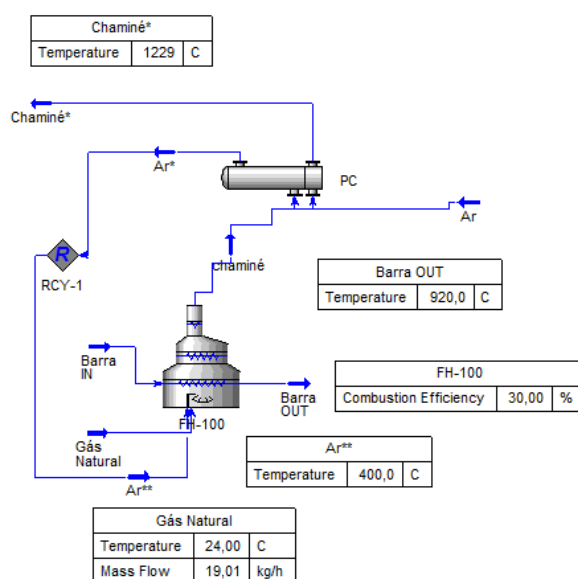 Chaminé*
Temperature 1229 C
Chaminé*
Ar*
PC
Ar
RCY-1
chaminé
Barra OUT
Temperature 920,0 C
Barra
IN
Barra
OUT
FH-100
Combustion Efficiency 30,00 %
FH-100
Gás
Natural
Ar**
Ar**
Temperature 400,0 C
Gás Natural
Temperature 24,00 C
Mass Flow 19,01 kg/h